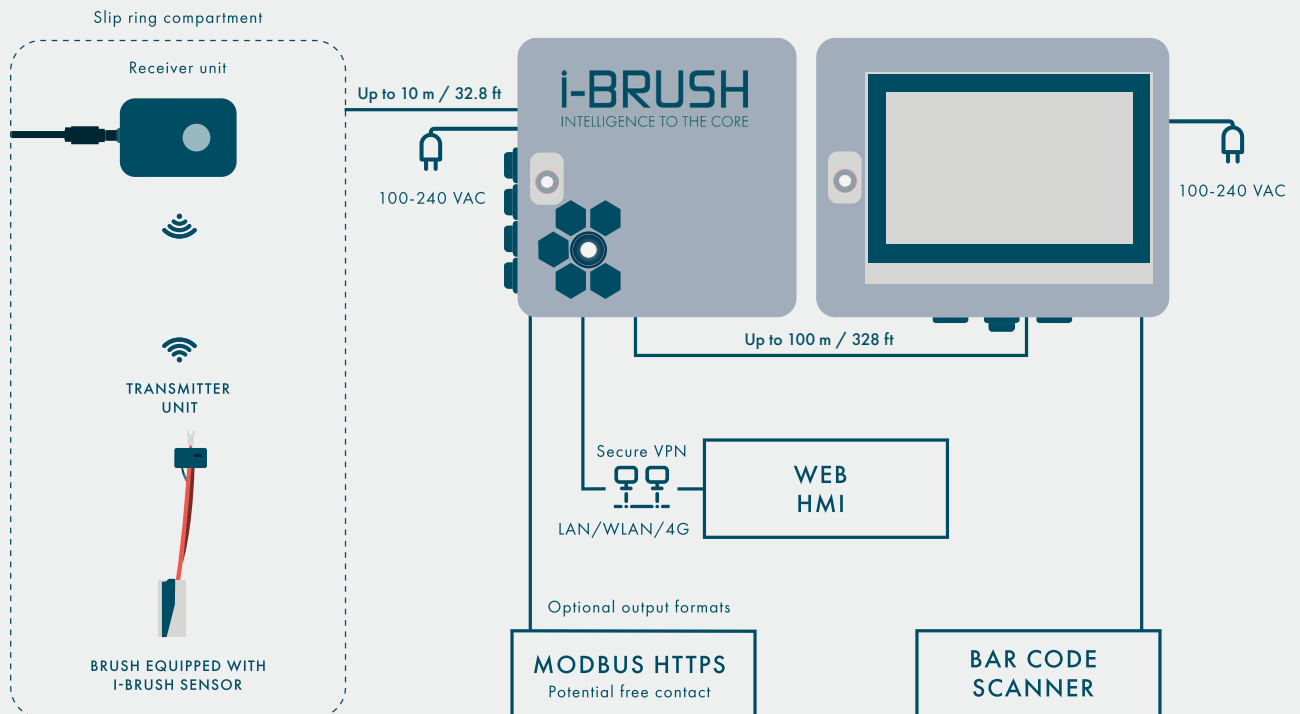 Slip ring compartment
Receiver unit
TRANSMITTER
UNIT
BRUSH EQUIPPED WITH
I-BRUSH SENSOR
Up to 10 m / 32.8 ft
100-240 VAC
i-BRUSH
INTELLIGENCE TO THE CORE
100-240 VAC
Up to 100 m / 328 ft
Secure VPN
LAN/WLAN/4G
WEB
HMI
Optional output formats
MODBUS HTTPS
Potential free contact
BAR CODE
SCANNER